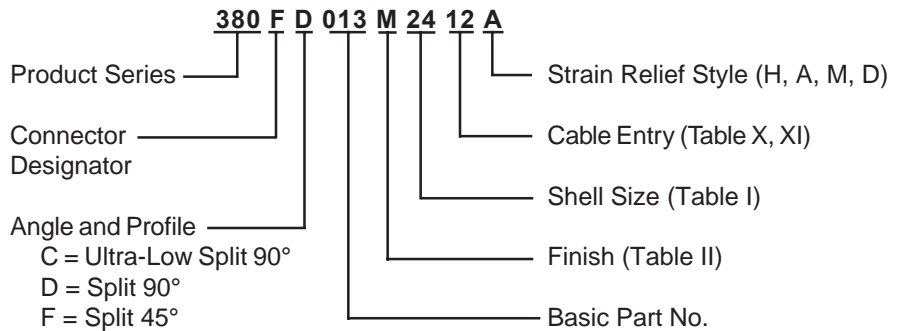 380 F D 013 M 24 12 A
Product Series
Connector
Designator
Angle and Profile
C = Ultra-Low Split 90°
D = Split 90°
F = Split 45°
Strain Relief Style (H, A, M, D)
Cable Entry (Table X, XI)
Shell Size (Table I)
Finish (Table II)
Basic Part No.